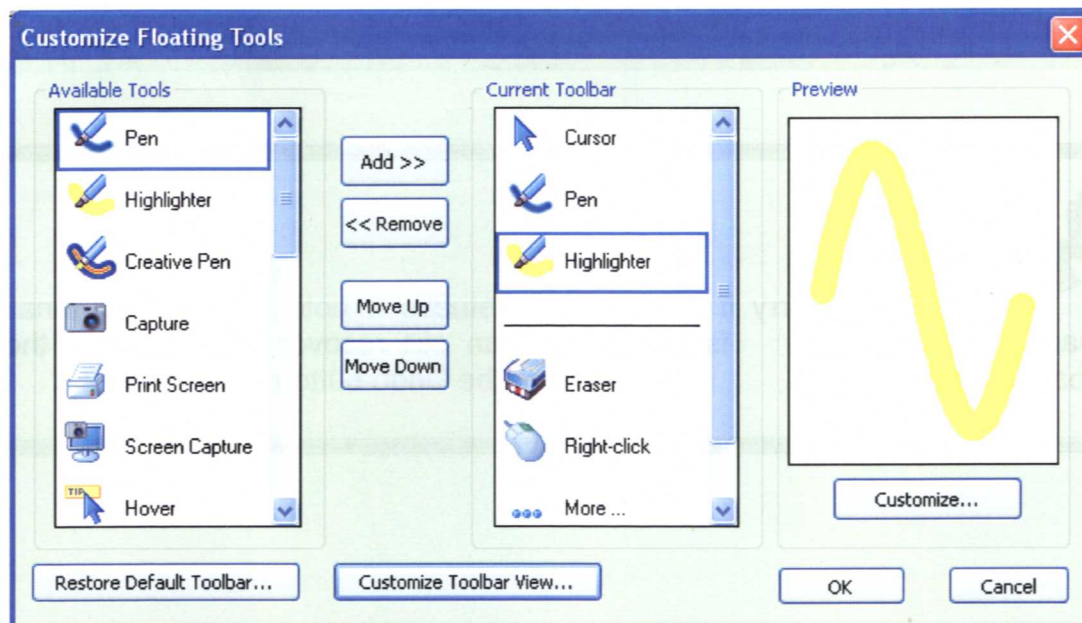 Customize Floating Tools
Available Tools
Pen
Highlighter
Creative Pen
Capture
Print Screen
Screen Capture
TIP
Hover
Add >>
<< Remove
Move Up
Move Down
Current Toolbar
Cursor
Pen
Highlighter
Eraser
Right-click
More ...
Preview
Customize...
Restore Default Toolbar...
Customize Toolbar View...
OK
Cancel